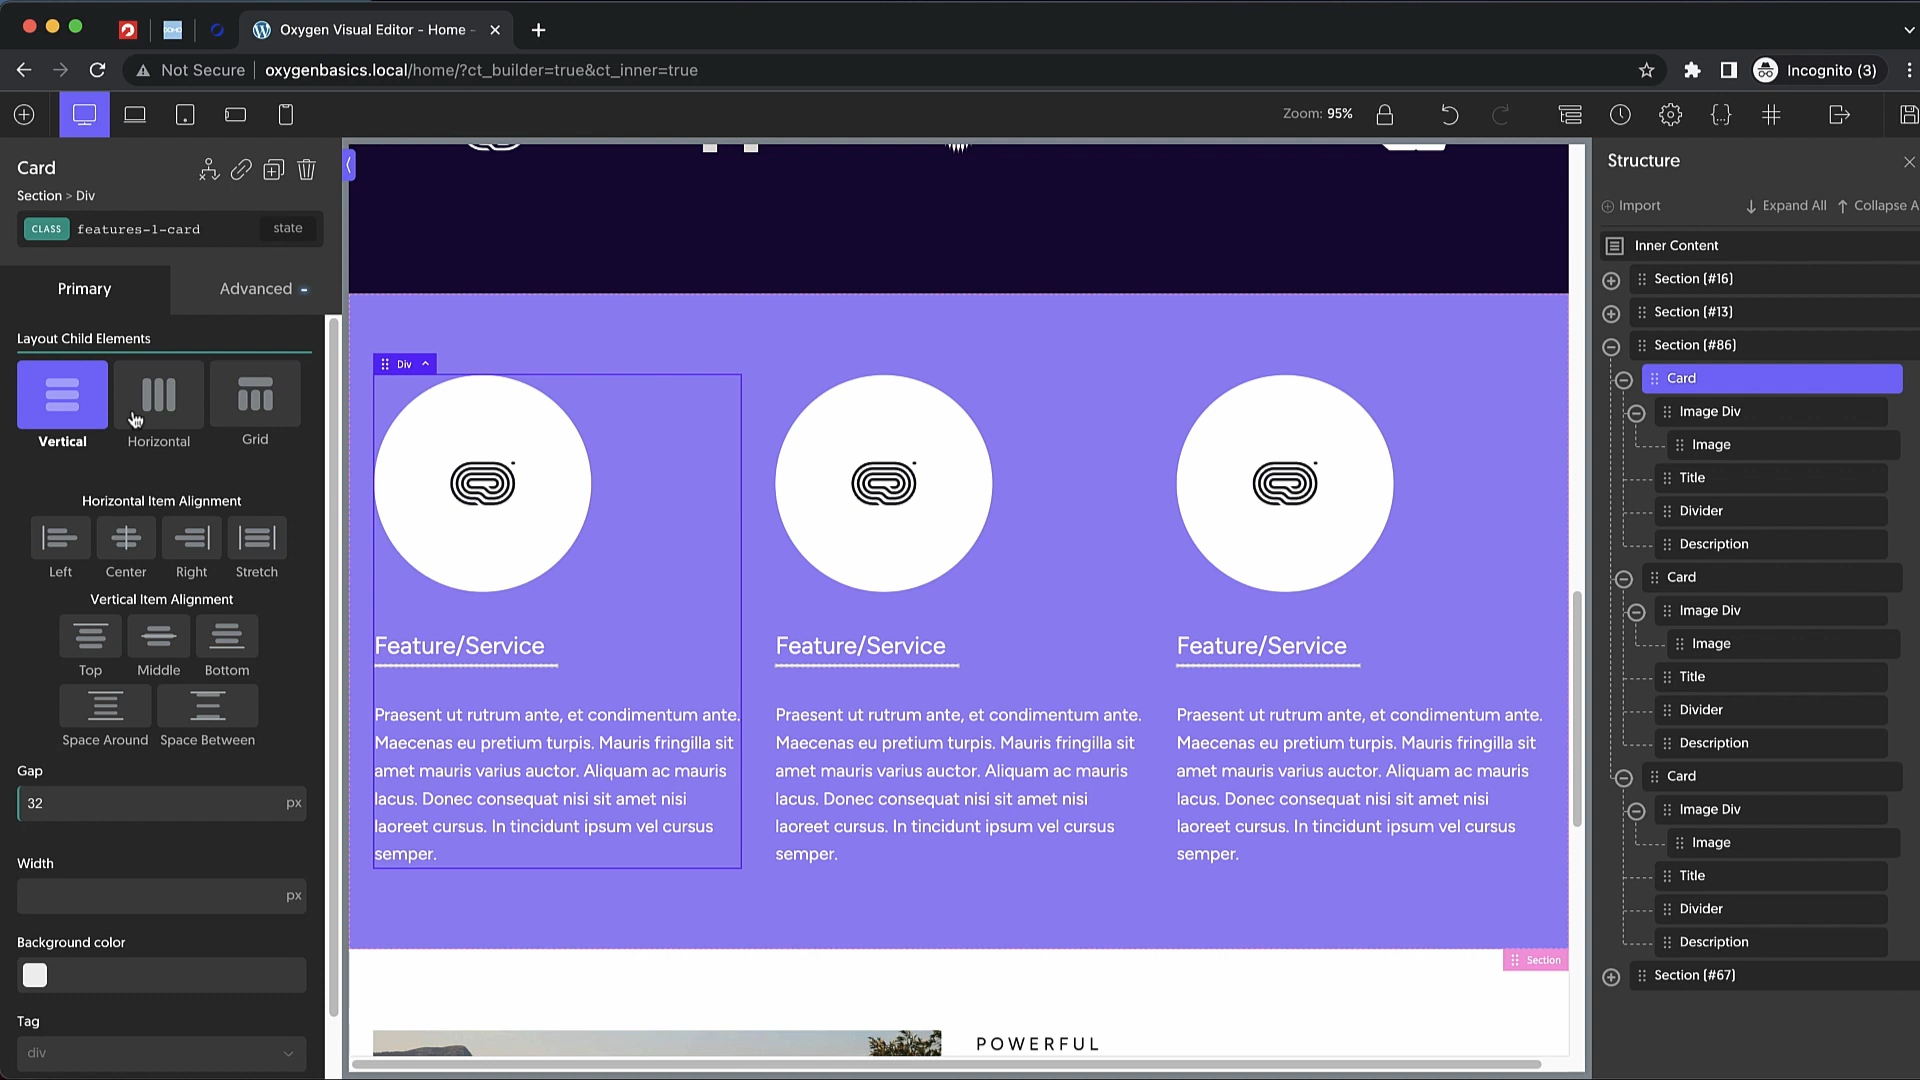 Oxygen Visual Editor - Home -
Not Secure
oxygenbasics.local/home/?ct_builder=true&ct_inner=true
Incognito (3)
Zoom: 95%
Card
Section > Div
CLASS features-1-card state
Primary
Advanced
Layout Child Elements
Vertical
Horizontal
Grid
Horizontal Item Alignment
Left
Center
Right
Stretch
Vertical Item Alignment
Top
Middle
Bottom
Space Around
Space Between
Gap
32 px
Width
px
Background color
Tag
div
Div
Feature/Service
Praesent ut rutrum ante, et condimentum ante.
Maecenas eu pretium turpis. Mauris fringilla sit
amet mauris varius auctor. Aliquam ac mauris
lacus. Donec consequat nisi sit amet nisi
laoreet cursus. In tincidunt ipsum vel cursus
semper.
Feature/Service
Praesent ut rutrum ante, et condimentum ante.
Maecenas eu pretium turpis. Mauris fringilla sit
amet mauris varius auctor. Aliquam ac mauris
lacus. Donec consequat nisi sit amet nisi
laoreet cursus. In tincidunt ipsum vel cursus
semper.
Feature/Service
Praesent ut rutrum ante, et condimentum ante.
Maecenas eu pretium turpis. Mauris fringilla sit
amet mauris varius auctor. Aliquam ac mauris
lacus. Donec consequat nisi sit amet nisi
laoreet cursus. In tincidunt ipsum vel cursus
semper.
Section
POWERFUL
Structure
Import
Expand All
Collapse A
Inner Content
Section (#16)
Section (#13)
Section (#86)
Card
Image Div
Image
Title
Divider
Description
Card
Image Div
Image
Title
Divider
Description
Card
Image Div
Image
Title
Divider
Description
Section (#67)